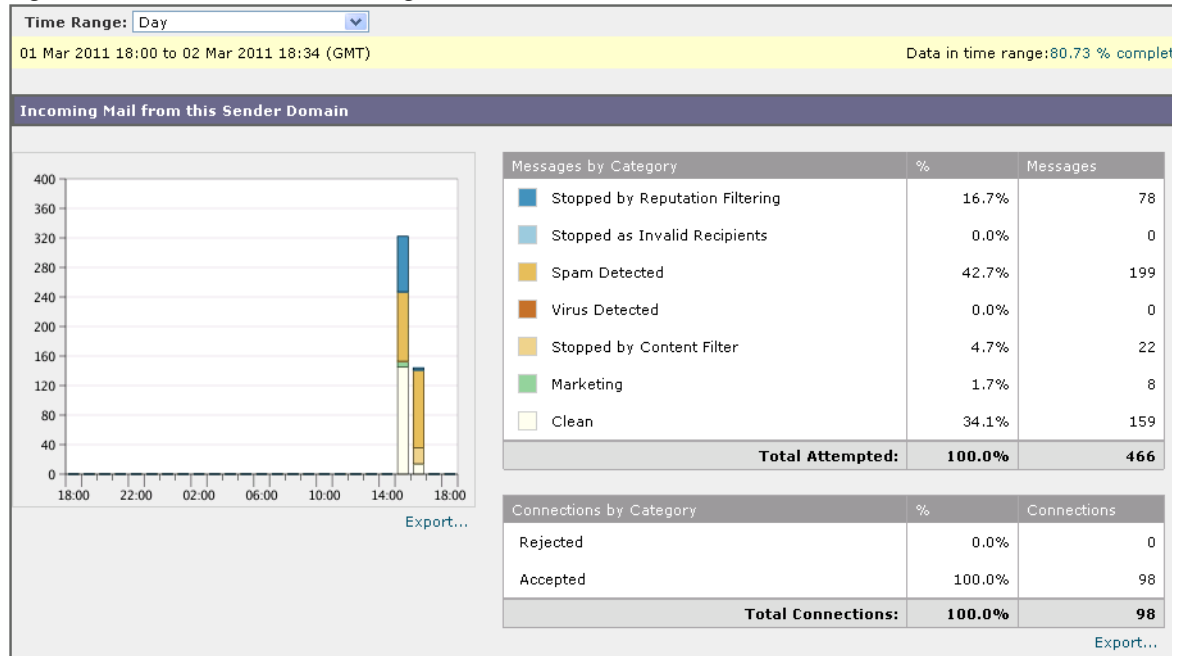 Time Range: Day
01 Mar 2011 18:00 to 02 Mar 2011 18:34 (GMT) Data in time range:80.73 % complet
Incoming Mail from this Sender Domain
400
360
320
280
240
200
160
120
80
40
0
18:00 22:00 02:00 06:00 10:00 14:00 18:00
Export...
Messages by Category % Messages
Stopped by Reputation Filtering 16.7% 78
Stopped as Invalid Recipients 0.0% 0
Spam Detected 42.7% 199
Virus Detected 0.0% 0
Stopped by Content Filter 4.7% 22
Marketing 1.7% 8
Clean 34.1% 159
Total Attempted: 100.0% 466
Connections by Category % Connections
Rejected 0.0% 0
Accepted 100.0% 98
Total Connections: 100.0% 98
Export...